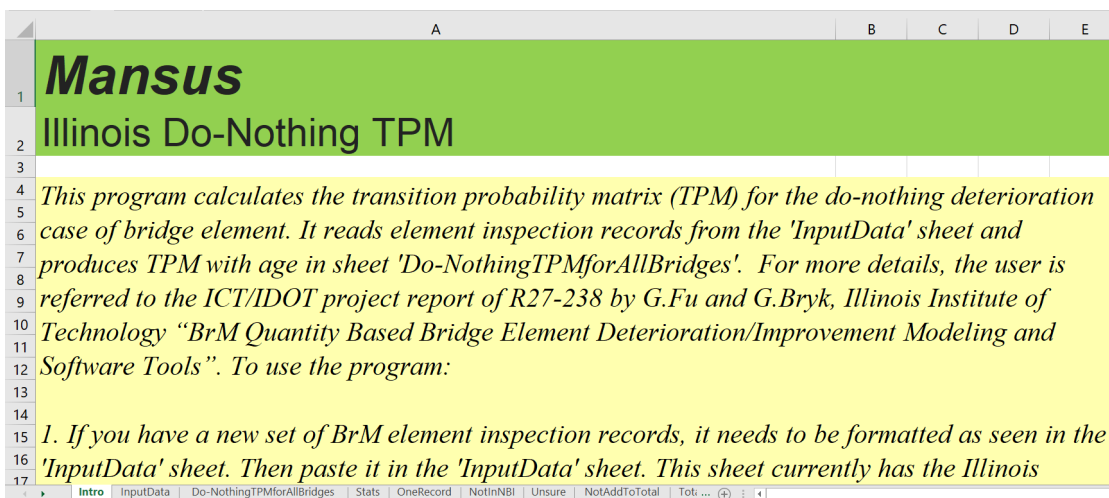 A B C D E
1 Mansus
2 Illinois Do-Nothing TPM
3
4 This program calculates the transition probability matrix (TPM) for the do-nothing deterioration
5
6 case of bridge element. It reads element inspection records from the 'InputData' sheet and
7 produces TPM with age in sheet 'Do-NothingTPMforAllBridges'. For more details, the user is
8
9 referred to the ICT/IDOT project report of R27-238 by G.Fu and G.Bryk, Illinois Institute of
10 Technology “BrM Quantity Based Bridge Element Deterioration/Improvement Modeling and
11
12 Software Tools”. To use the program:
13
14
15 1. If you have a new set of BrM element inspection records, it needs to be formatted as seen in the
16 'InputData' sheet. Then paste it in the 'InputData' sheet. This sheet currently has the Illinois
17
Intro InputData Do-NothingTPMforAllBridges Stats OneRecord NotInNBI Unsure NotAddToTotal Tot ...